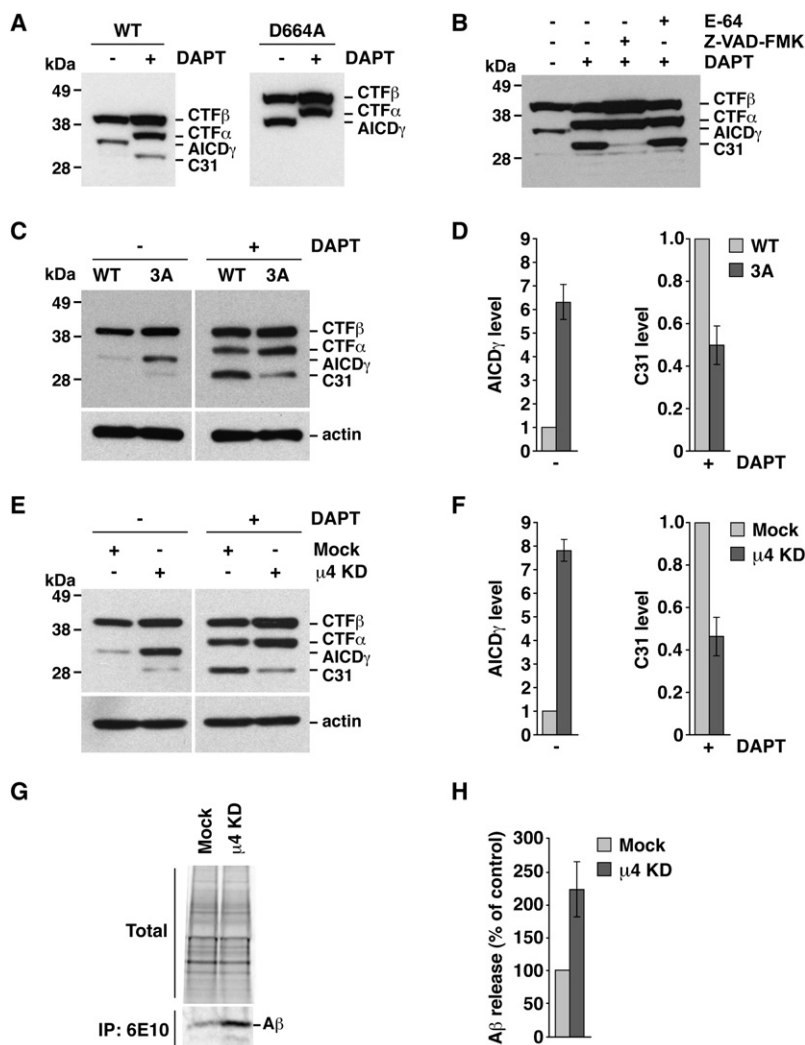 A
WT
D664A
- + DAPT
- + DAPT
kDa
49
38
28
CTFβ
CTFα
AICDγ
C31
CTFβ
CTFα
AICDγ
B
- - - + E-64
- - + - Z-VAD-FMK
- + + + DAPT
kDa
49
38
28
CTFβ
CTFα
AICDγ
C31
C
- + DAPT
kDa WT 3A WT 3A
49
38
28
CTFβ
CTFα
AICDγ
C31
actin
D
AICDγ level
9
8
7
6
5
4
3
2
1
0
-
C31 level
1.0
0.8
0.6
0.4
0.2
0
+ DAPT
WT
3A
E
- + DAPT
+ - + - Mock
- + - + μ4 KD
kDa
49
38
28
CTFβ
CTFα
AICDγ
C31
actin
F
AICDγ level
9
8
7
6
5
4
3
2
1
0
-
C31 level
1.0
0.8
0.6
0.4
0.2
0
+ DAPT
Mock
μ4 KD
G
Mock
μ4 KD
Total
IP: 6E10
Aβ
H
Aβ release (% of control)
300
250
200
150
100
50
0
Mock
μ4 KD